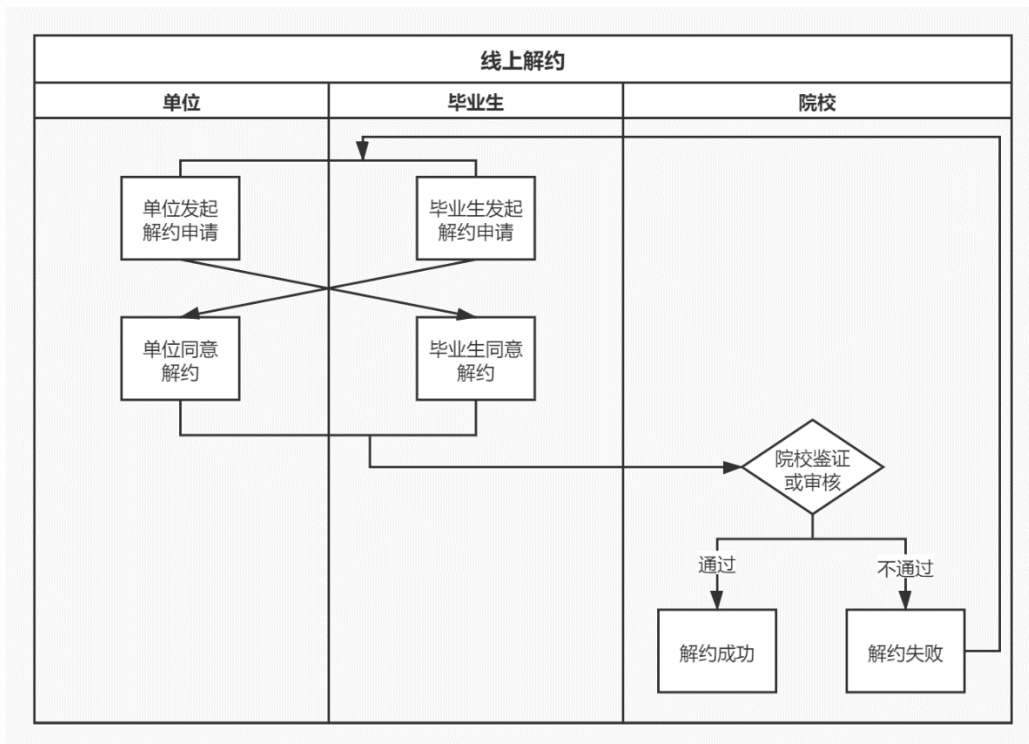 线上解约
单位
毕业生
院校
单位发起
解约申请
毕业生发起
解约申请
单位同意
解约
毕业生同意
解约
院校鉴证
或审核
通过
不通过
解约成功
解约失败